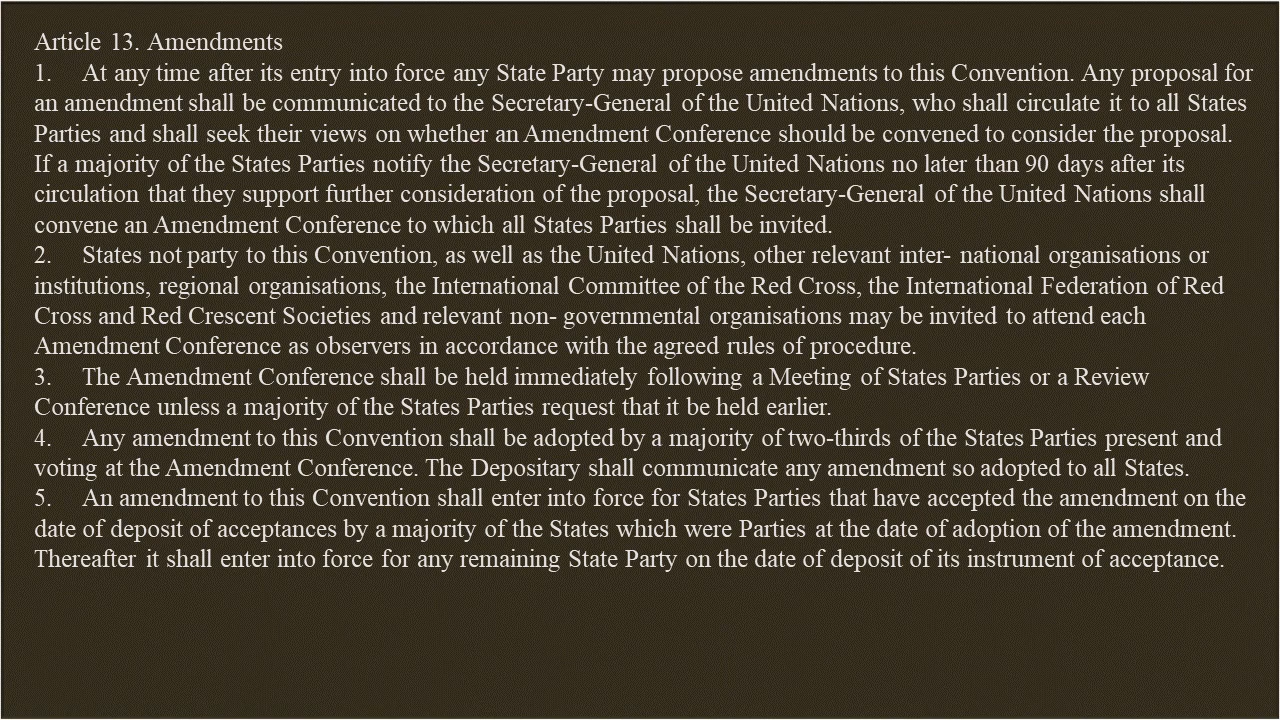 Article 13. Amendments
1. At any time after its entry into force any State Party may propose amendments to this Convention. Any proposal for
an amendment shall be communicated to the Secretary-General of the United Nations, who shall circulate it to all States
Parties and shall seek their views on whether an Amendment Conference should be convened to consider the proposal.
If a majority of the States Parties notify the Secretary-General of the United Nations no later than 90 days after its
circulation that they support further consideration of the proposal, the Secretary-General of the United Nations shall
convene an Amendment Conference to which all States Parties shall be invited.
2. States not party to this Convention, as well as the United Nations, other relevant inter- national organisations or
institutions, regional organisations, the International Committee of the Red Cross, the International Federation of Red
Cross and Red Crescent Societies and relevant non- governmental organisations may be invited to attend each
Amendment Conference as observers in accordance with the agreed rules of procedure.
3. The Amendment Conference shall be held immediately following a Meeting of States Parties or a Review
Conference unless a majority of the States Parties request that it be held earlier.
4. Any amendment to this Convention shall be adopted by a majority of two-thirds of the States Parties present and
voting at the Amendment Conference. The Depositary shall communicate any amendment so adopted to all States.
5. An amendment to this Convention shall enter into force for States Parties that have accepted the amendment on the
date of deposit of acceptances by a majority of the States which were Parties at the date of adoption of the amendment.
Thereafter it shall enter into force for any remaining State Party on the date of deposit of its instrument of acceptance.